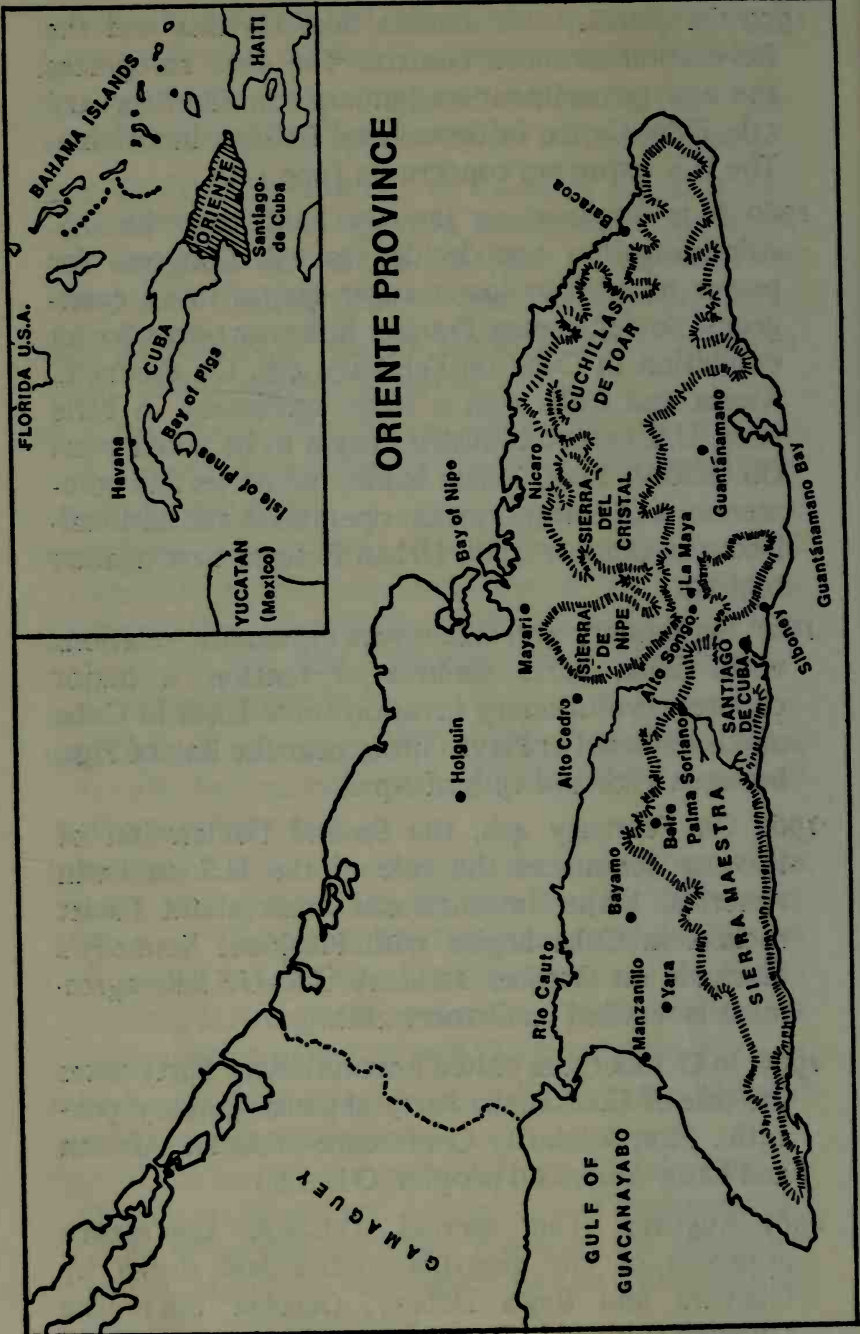 FLORIDA U.S.A.
BAHAMA ISLANDS
Havana
CUBA
Bay of Pigs
Isle of Pines
ORIENTE
Santiago
de Cuba
HAITI
YUCATAN
(Mexico)
ORIENTE PROVINCE
GAMAGUEY
Holguin
Bay of Nipe
Mayari
Nicaro
Baracoa
CUCHILLAS
DE TOAR
SIERRA
DEL
CRISTAL
SIERRA
DE
NIPE
Alto Cedro
Rio Cauto
GULF OF
GUACANAYABO
Manzanillo
Yara
Bayamo
Beire
Palma Soriano
Alto Songo
La Maya
Guantánamano
SIERRA MAESTRA
SANTIAGO
DE CUBA
Siboney
Guantánamano Bay